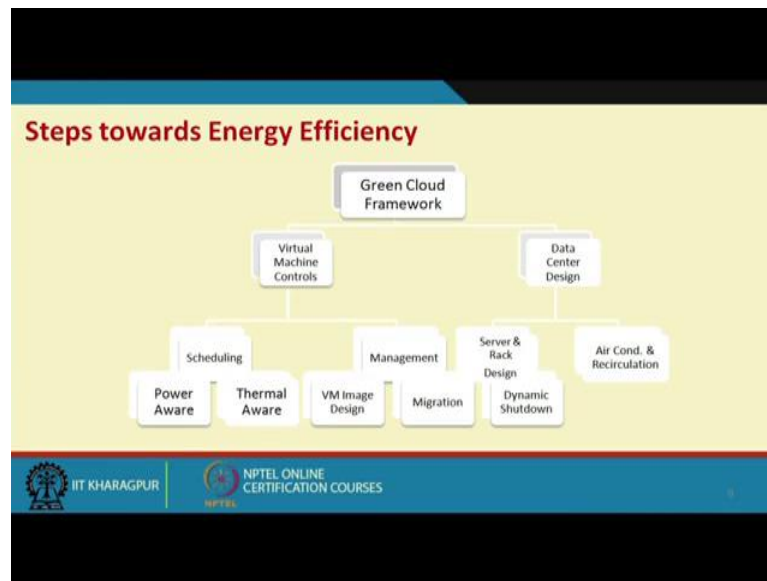 Steps towards Energy Efficiency
Green Cloud
Framework
Virtual
Machine
Controls
Data
Center
Design
Scheduling
Management
Server &
Rack
Design
Air Cond. &
Recirculation
Power
Aware
Thermal
Aware
VM Image
Design
Migration
Dynamic
Shutdown
IIT KHARAGPUR
NPTEL
NPTEL ONLINE
CERTIFICATION COURSES